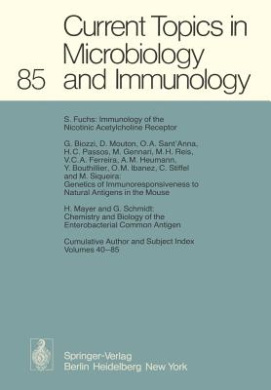 Current Topics in
Microbiology
85 and Immunology
S. Fuchs: Immunology of the
Nicotinic Acetylcholine Receptor
G. Biozzi, D. Mouton, O.A. Sant'Anna,
H.C. Passos, M. Gennari, M.H. Reis,
V.C.A. Ferreira, A.M. Heumann,
Y. Bouthillier, O.M. Ibanez, C. Stiffel
and M. Siqueira:
Genetics of Immunoresponsiveness to
Natural Antigens in the Mouse
H. Mayer and G. Schmidt:
Chemistry and Biology of the
Enterobacterial Common Antigen
Cumulative Author and Subject Index
Volumes 40–85
Springer-Verlag
Berlin Heidelberg New York